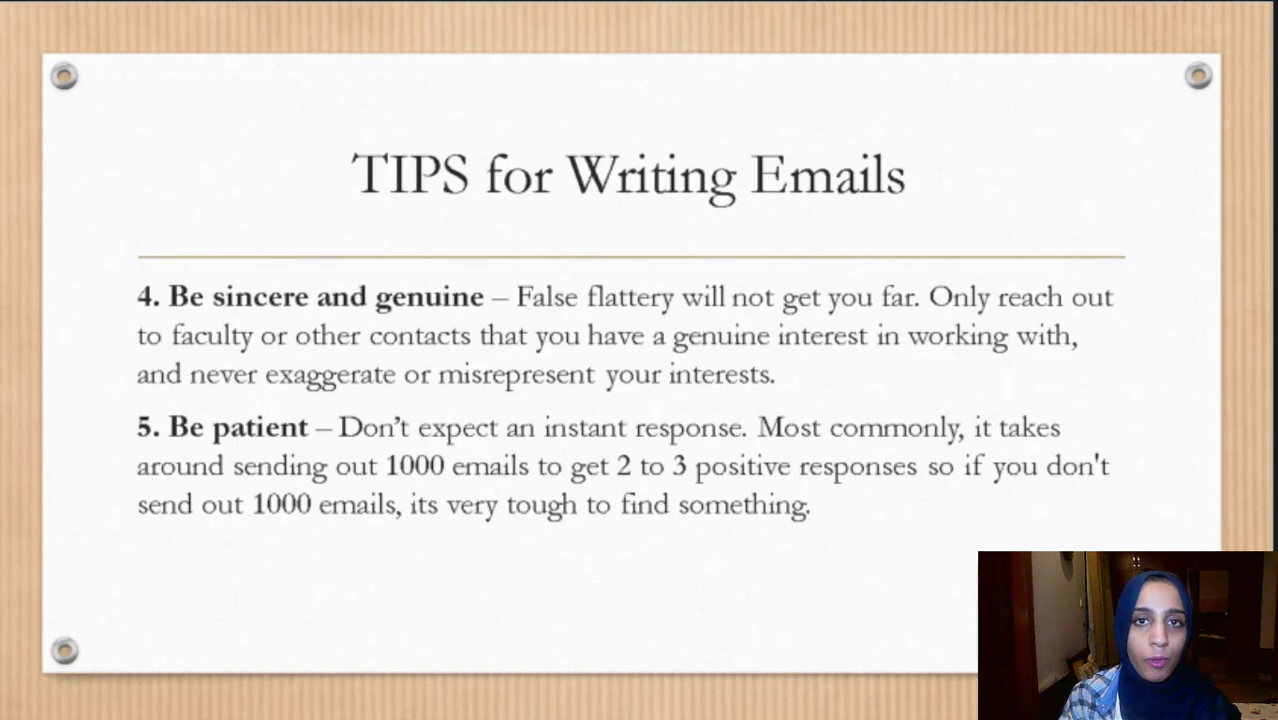 TIPS for Writing Emails
4. Be sincere and genuine – False flattery will not get you far. Only reach out
to faculty or other contacts that you have a genuine interest in working with,
and never exaggerate or misrepresent your interests.
5. Be patient – Don’t expect an instant response. Most commonly, it takes
around sending out 1000 emails to get 2 to 3 positive responses so if you don't
send out 1000 emails, its very tough to find something.